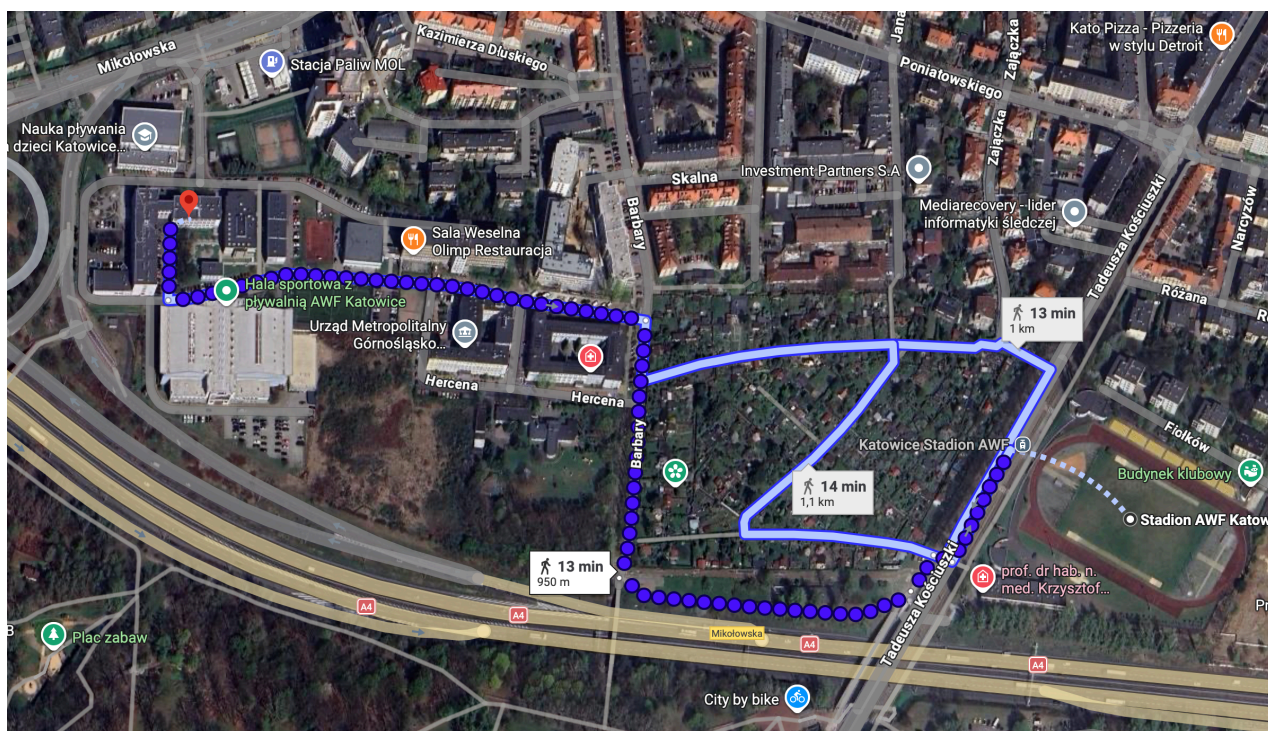 Mikołowska
Stacja Paliw MOL
Kazimierza Dłuskiego
Kato Pizza - Pizzeria
w stylu Detroit
Jana
Zajączka
Poniatowskiego
Zajączka
Nauka pływania
dzieci Katowice...
Skalna
Investment Partners S.A
Mediarecovery - lider
informatyki śledczej
Tadeusza Kościuszki
Narcyzów
Różana
Barbary
Sala Weselna
Olimp Restauracja
Hala sportowa z
pływalnią AWF Katowice
Urząd Metropolitalny
Górnośląsko...
13 min
1 km
Hercena
Hercena
Barbary
Katowice Stadion AWF
Fiołków
Budynek klubowy
14 min
1,1 km
Stadion AWF Katow
13 min
950 m
Tadeusza Kościuszki
prof. dr hab. n.
med. Krzysztof...
A4
A4
Mikołowska
A4
A4
B
Plac zabaw
City by bike